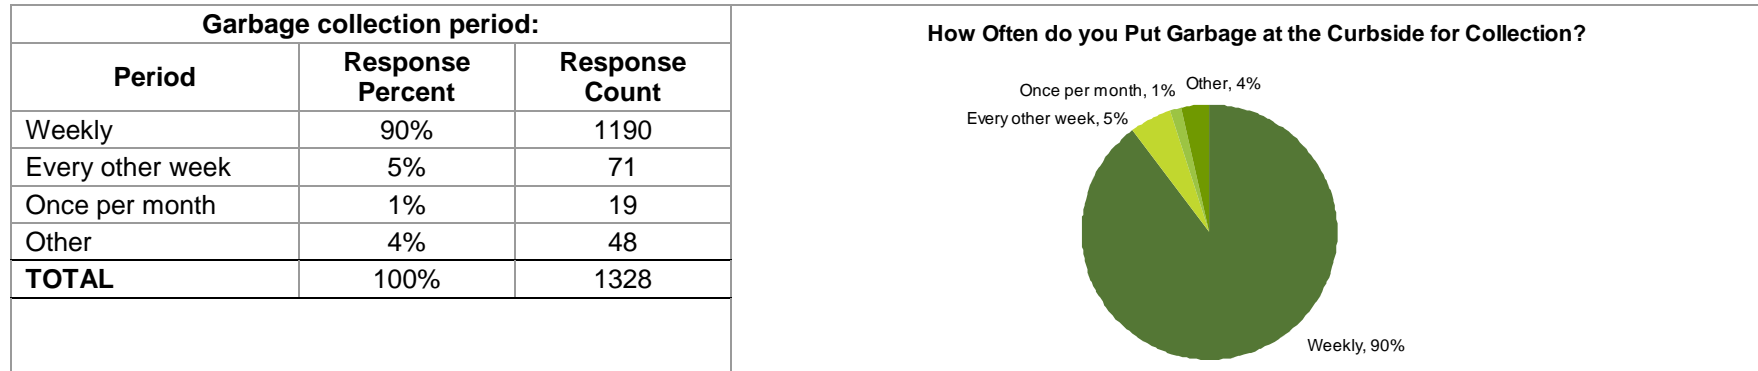 Garbage collection period:
Period Response Percent Response Count
Weekly 90% 1190
Every other week 5% 71
Once per month 1% 19
Other 4% 48
TOTAL 100% 1328
How Often do you Put Garbage at the Curbside for Collection?
Once per month, 1%
Other, 4%
Every other week, 5%
Weekly, 90%